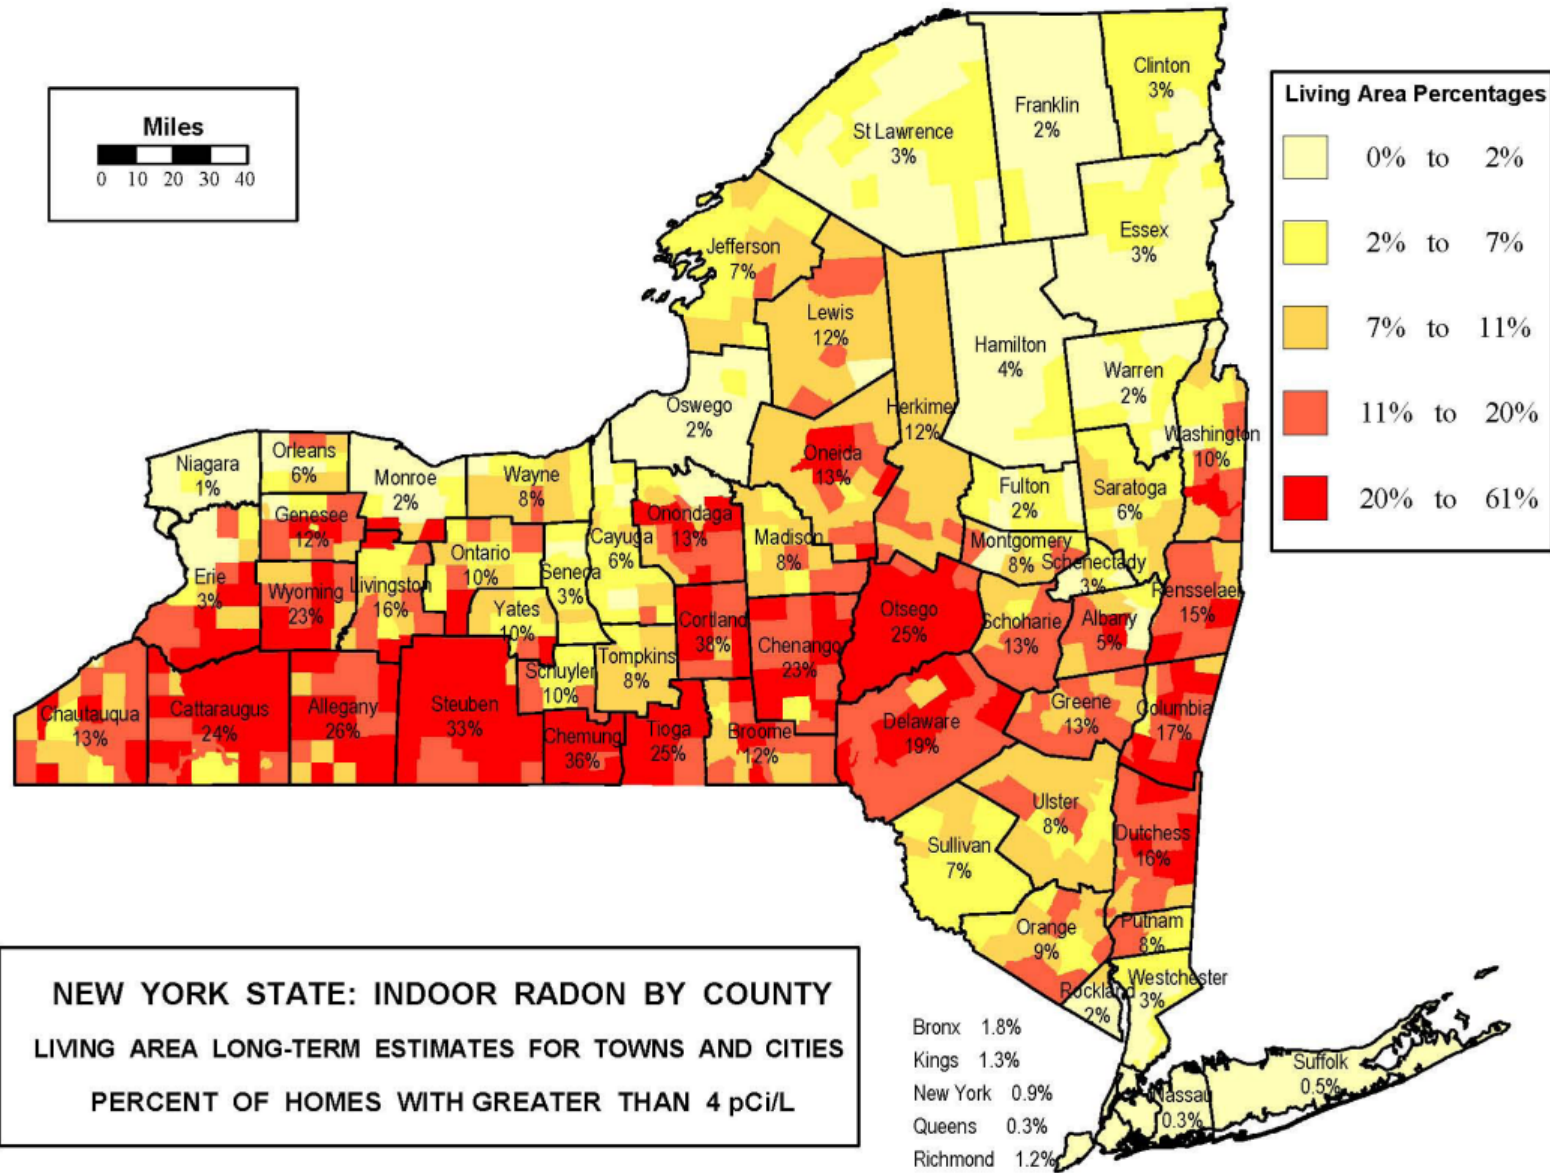 Miles
0 10 20 30 40
Living Area Percentages
0% to 2%
2% to 7%
7% to 11%
11% to 20%
20% to 61%
Clinton
3%
Franklin
2%
St Lawrence
3%
Essex
3%
Jefferson
7%
Lewis
12%
Hamilton
4%
Warren
2%
Herkimer
12%
Oswego
2%
Oneida
13%
Washington
10%
Niagara
1%
Orleans
6%
Monroe
2%
Wayne
8%
Fulton
2%
Saratoga
6%
Genesee
12%
Onondaga
13%
Cayuga
6%
Madison
8%
Montgomery
8%
Schenectady
3%
Ontario
10%
Seneca
3%
Erie
3%
Wyoming
23%
Livingston
16%
Yates
10%
Cortland
38%
Chenango
23%
Otsego
25%
Schoharie
13%
Albany
5%
Rensselaer
15%
Tompkins
8%
Schuyler
10%
Chautauqua
13%
Cattaraugus
24%
Allegany
26%
Steuben
33%
Chemung
36%
Tioga
25%
Broome
12%
Delaware
19%
Greene
13%
Columbia
17%
Ulster
8%
Dutchess
16%
Sullivan
7%
Orange
9%
Putnam
8%
Rockland
2%
Westchester
3%
NEW YORK STATE: INDOOR RADON BY COUNTY
LIVING AREA LONG-TERM ESTIMATES FOR TOWNS AND CITIES
PERCENT OF HOMES WITH GREATER THAN 4 pCi/L
Bronx 1.8%
Kings 1.3%
New York 0.9%
Queens 0.3%
Richmond 1.2%
Nassau
0.3%
Suffolk
0.5%